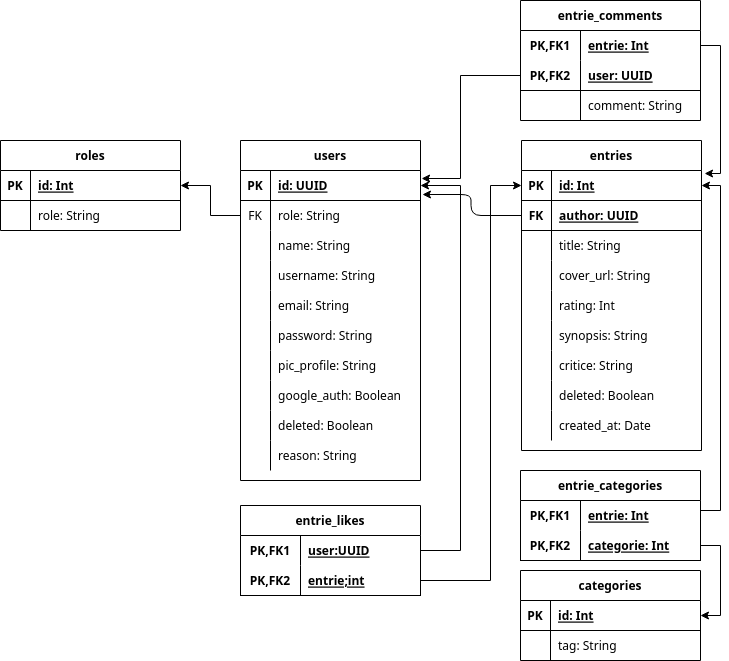 entrie_comments
PK,FK1 entrie: Int
PK,FK2 user: UUID
comment: String
roles
PK id: Int
role: String
users
PK id: UUID
FK role: String
name: String
username: String
email: String
password: String
pic_profile: String
google_auth: Boolean
deleted: Boolean
reason: String
entries
PK id: Int
FK author: UUID
title: String
cover_url: String
rating: Int
synopsis: String
critice: String
deleted: Boolean
created_at: Date
entrie_likes
PK,FK1 user:UUID
PK,FK2 entrie;int
entrie_categories
PK,FK1 entrie: Int
PK,FK2 categorie: Int
categories
PK id: Int
tag: String